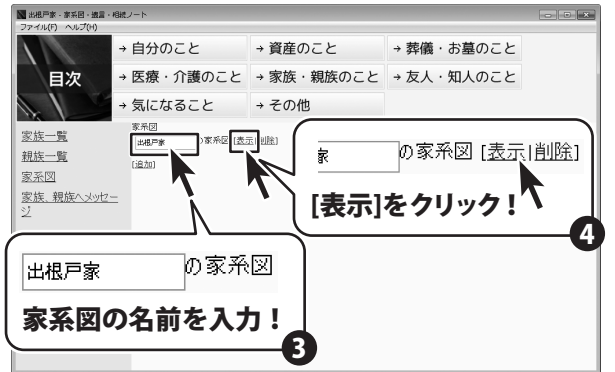 出根戸家 - 家系図・遺言・相続ノート
ファイル(F) ヘルプ(H)
目次
→ 自分のこと
→ 資産のこと
→ 葬儀・お墓のこと
→ 医療・介護のこと
→ 家族・親族のこと
→ 友人・知人のこと
→ 気になること
→ その他
家族一覧
親族一覧
家系図
家族、親族へメッセージ
家系図
出根戸家 の家系図 [表示|削除]
[追加]
家 の家系図 [表示|削除]
[表示]をクリック！
4
出根戸家 の家系図
家系図の名前を入力！
3